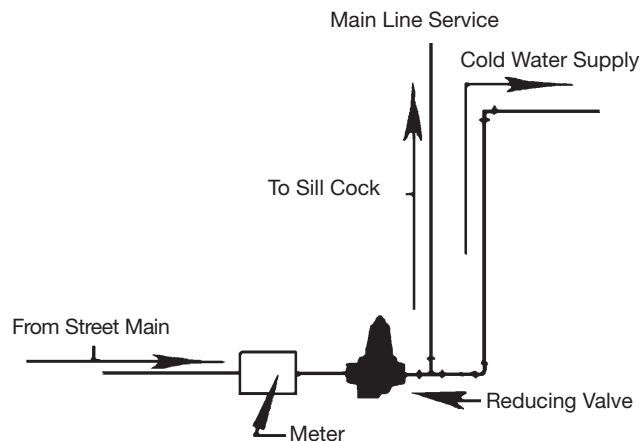 Main Line Service
Cold Water Supply
To Sill Cock
From Street Main
Reducing Valve
Meter